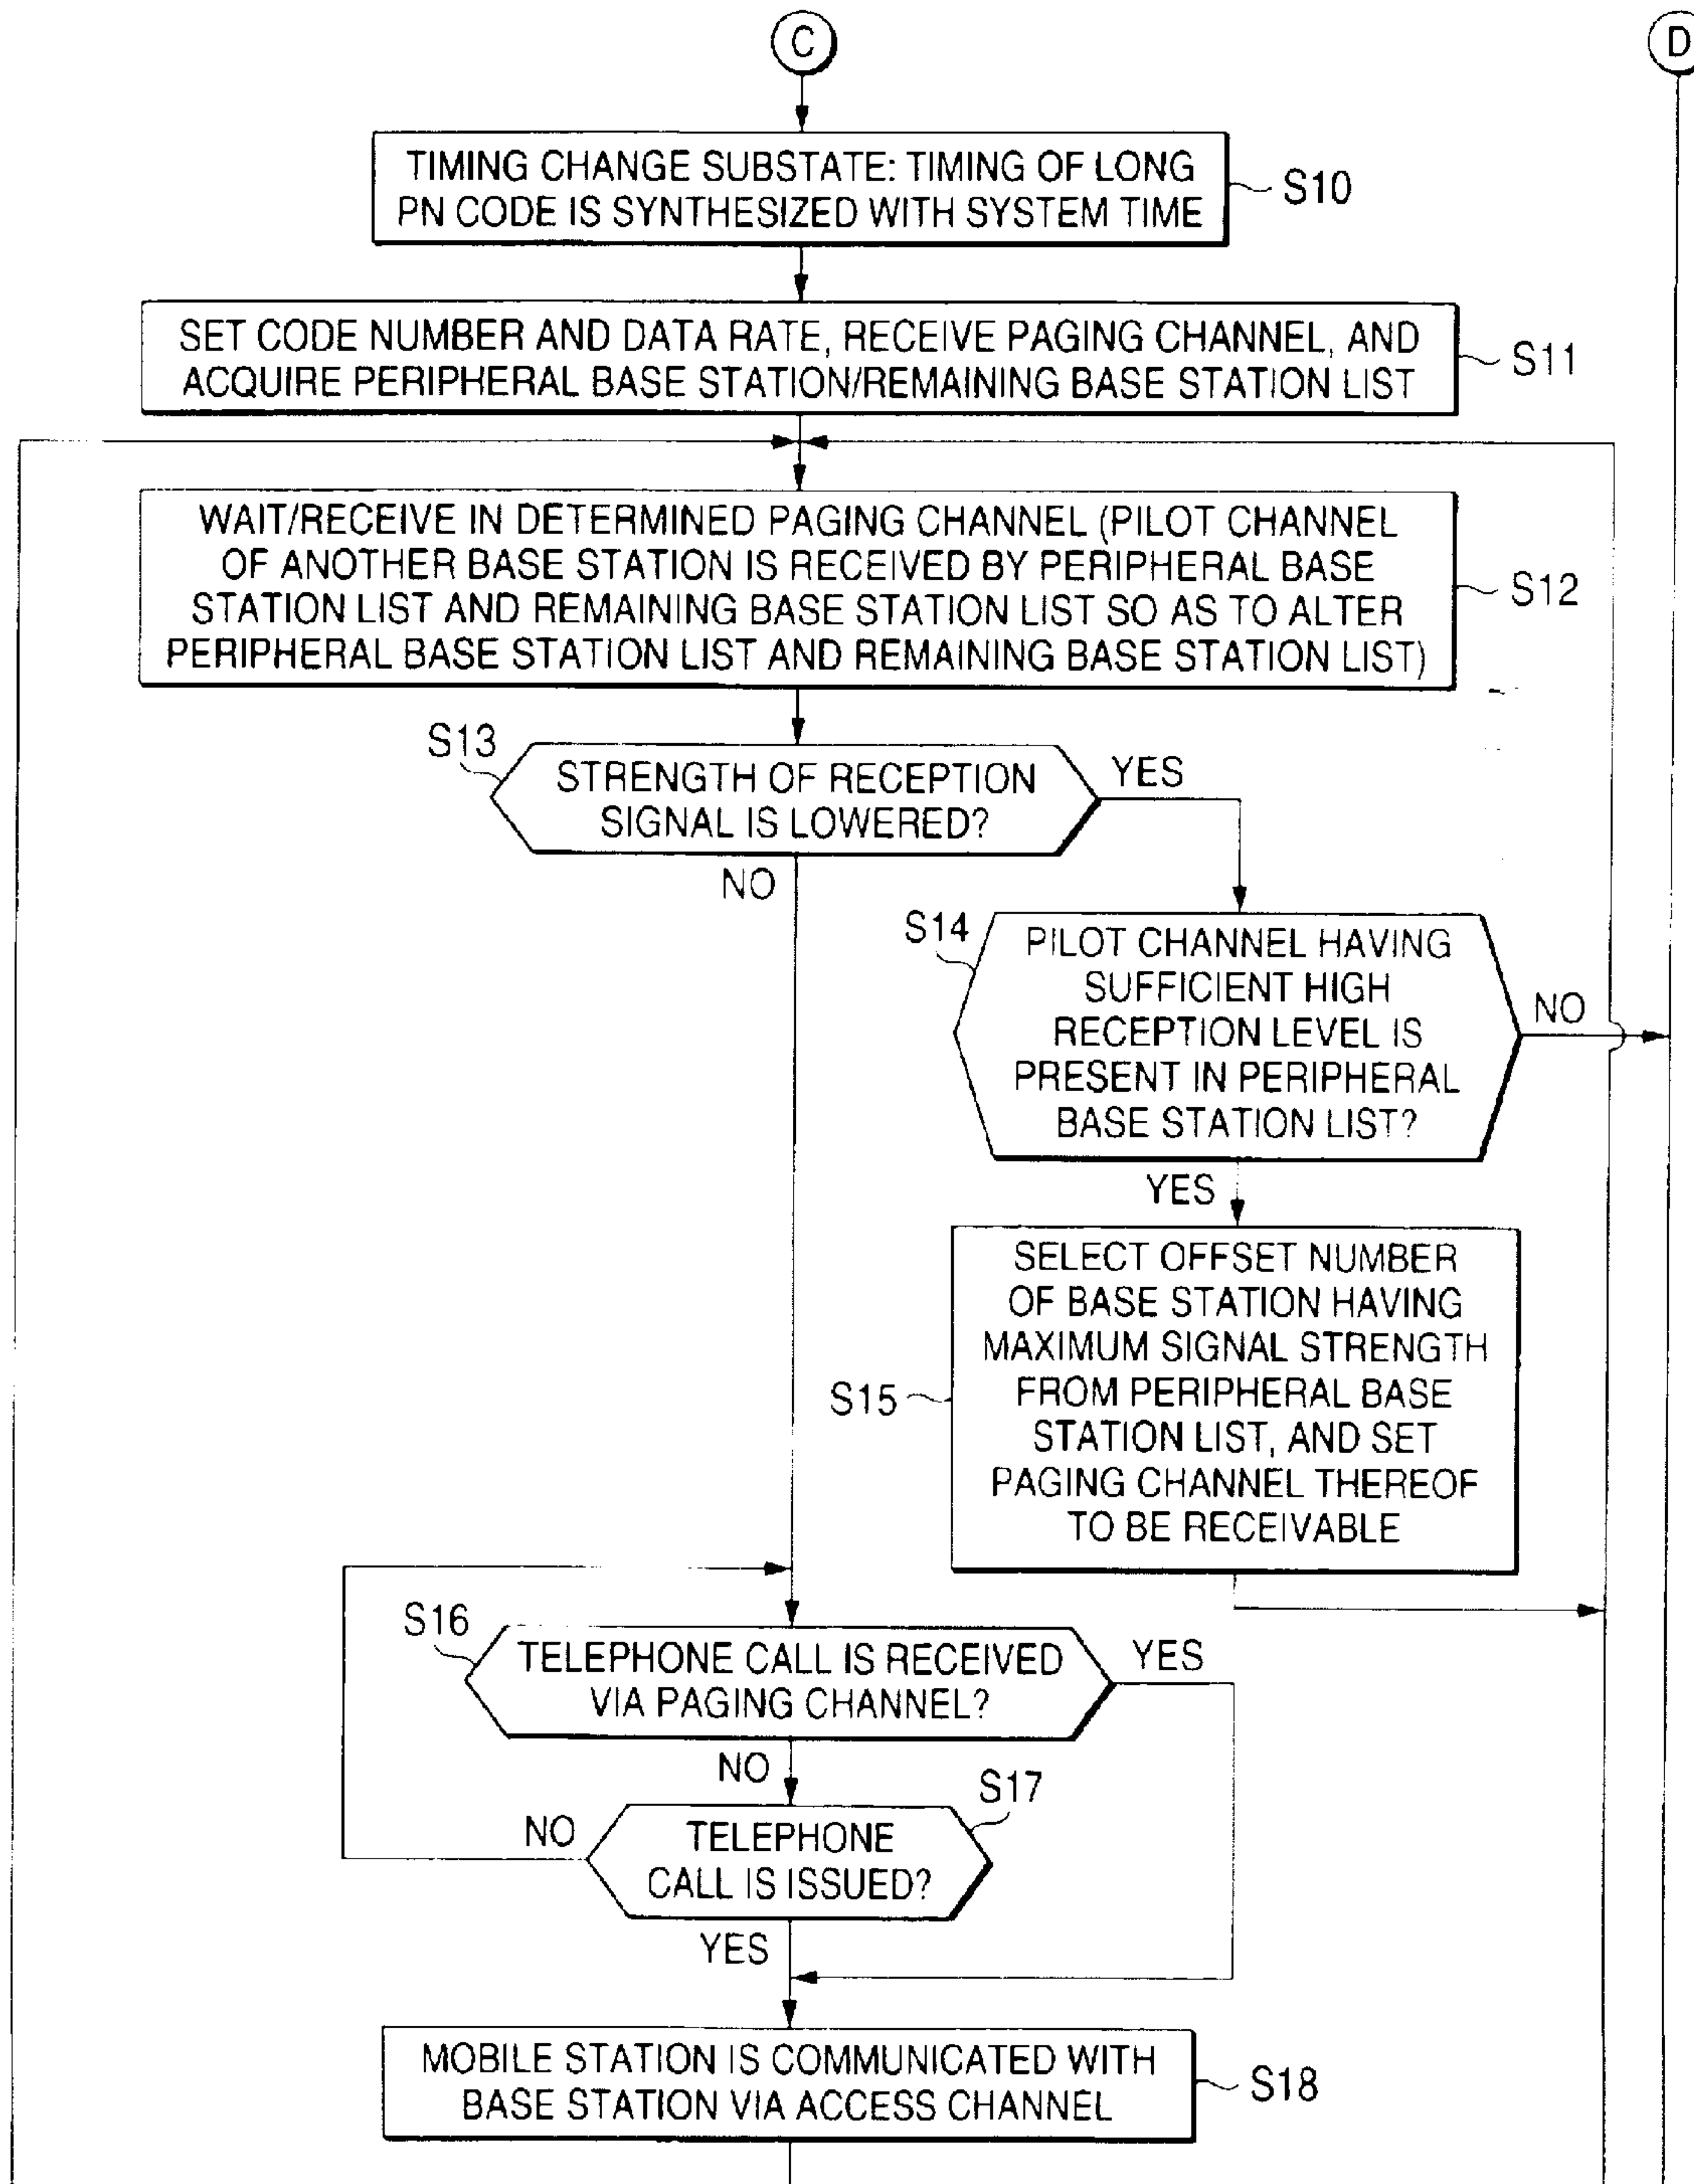 C
D
TIMING CHANGE SUBSTATE: TIMING OF LONG
PN CODE IS SYNTHESIZED WITH SYSTEM TIME
S10
SET CODE NUMBER AND DATA RATE, RECEIVE PAGING CHANNEL, AND
ACQUIRE PERIPHERAL BASE STATION/REMAINING BASE STATION LIST
S11
WAIT/RECEIVE IN DETERMINED PAGING CHANNEL (PILOT CHANNEL
OF ANOTHER BASE STATION IS RECEIVED BY PERIPHERAL BASE
STATION LIST AND REMAINING BASE STATION LIST SO AS TO ALTER
PERIPHERAL BASE STATION LIST AND REMAINING BASE STATION LIST)
S12
S13
STRENGTH OF RECEPTION
SIGNAL IS LOWERED?
YES
NO
S14
PILOT CHANNEL HAVING
SUFFICIENT HIGH
RECEPTION LEVEL IS
PRESENT IN PERIPHERAL
BASE STATION LIST?
NO
YES
SELECT OFFSET NUMBER
OF BASE STATION HAVING
MAXIMUM SIGNAL STRENGTH
FROM PERIPHERAL BASE
STATION LIST, AND SET
PAGING CHANNEL THEREOF
TO BE RECEIVABLE
S15
S16
TELEPHONE CALL IS RECEIVED
VIA PAGING CHANNEL?
YES
NO
S17
TELEPHONE
CALL IS ISSUED?
NO
YES
MOBILE STATION IS COMMUNICATED WITH
BASE STATION VIA ACCESS CHANNEL
S18